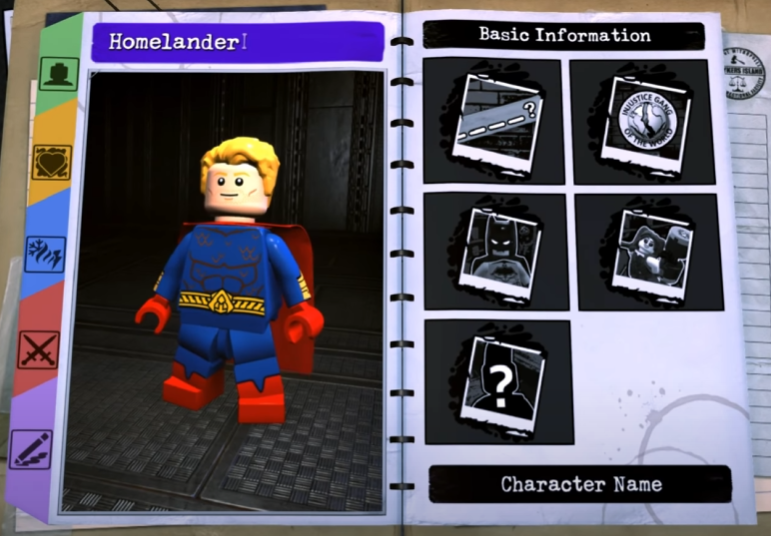 Homelander
Basic Information
?
INJUSTICE GANG
OF THE WORLD
?
Character Name